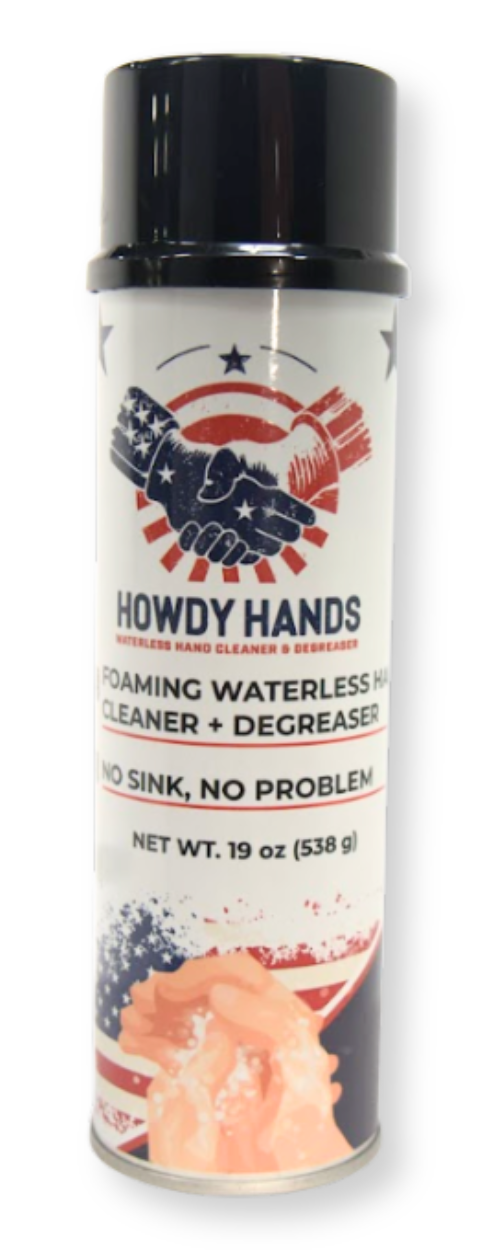 HOWDY HANDS
WATERLESS HAND CLEANER & DEGREASER
FOAMING WATERLESS HA
CLEANER + DEGREASER
NO SINK, NO PROBLEM
NET WT. 19 oz (538 g)